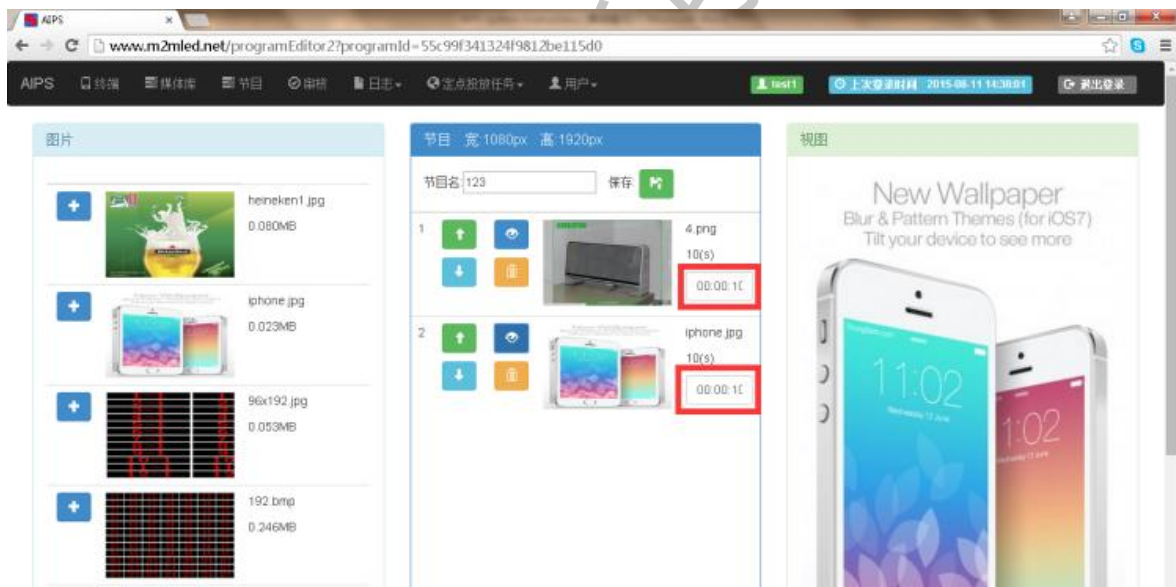 AIPS
www.m2mled.net/programEditor2?programId=55c99f341324f9812be115d0
AIPS 终端 媒体库 节目 审核 日志 定点投放任务 用户 test1 上次登录时间 2015-08-11 14:38:01 退出登录
图片
heineken1.jpg
0.080MB
iphone.jpg
0.023MB
96x192.jpg
0.053MB
192.bmp
0.246MB
节目 宽:1080px 高:1920px
节目名:123 保存:
1
4.png
10(s)
00:00:10
2
iphone.jpg
10(s)
00:00:10
视图
New Wallpaper
Blur & Pattern Themes (for iOS7)
Tilt your device to see more
11:02
Wednesday 12 June
1:02